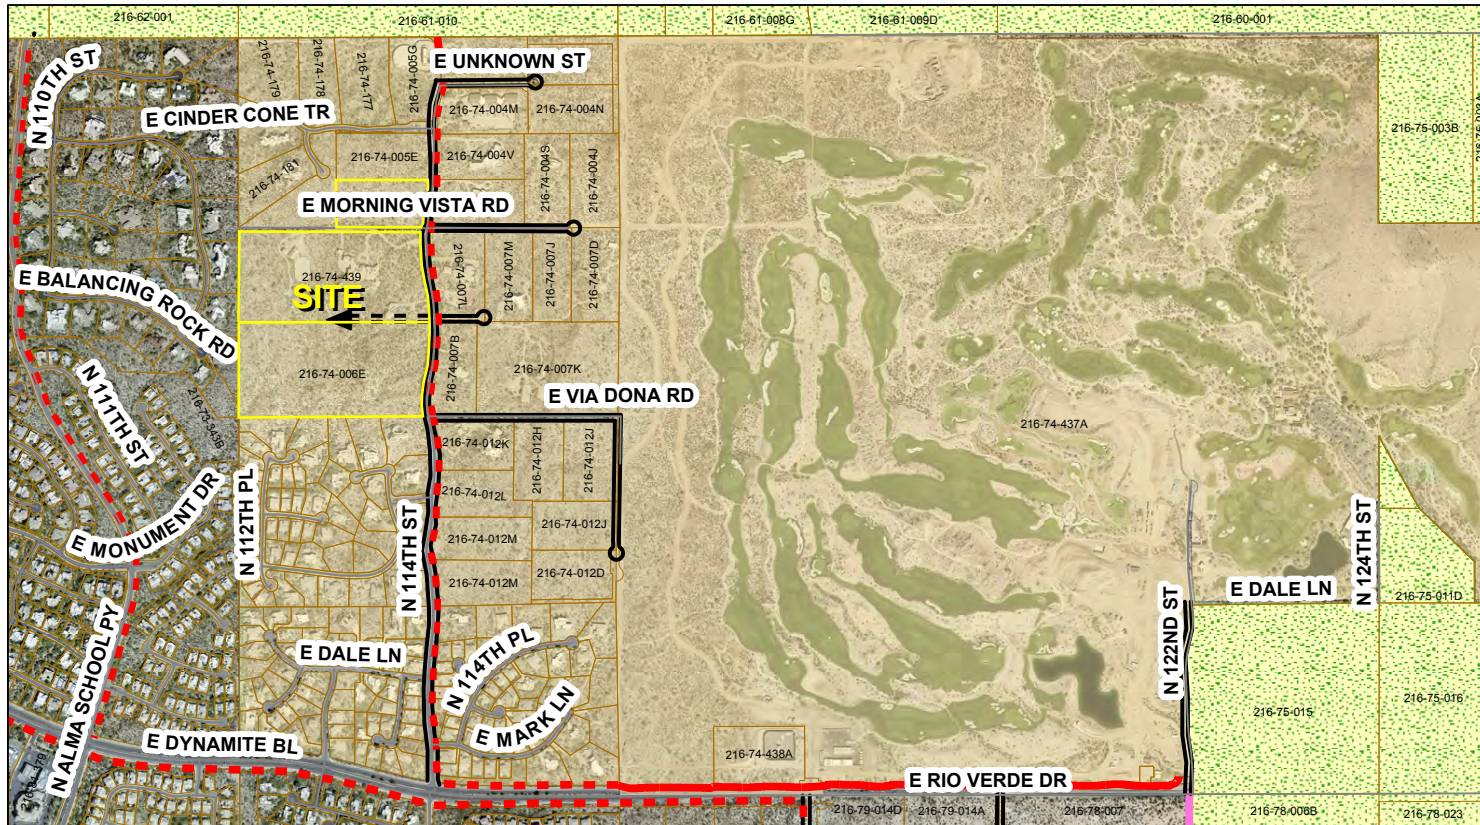 216-62-001
216-61-010
216-61-008G
216-61-009D
216-60-001
N 110TH ST
216-74-179
216-74-178
216-74-177
216-74-005G
E UNKNOWN ST
216-74-004M
216-74-004N
E CINDER CONE TR
216-75-003B
216-74-005E
216-74-004V
216-74-004S
216-74-004J
216-74-181
E MORNING VISTA RD
216-74-439
216-74-007L
216-74-007M
216-74-007J
216-74-007D
E BALANCING ROCK RD
SITE
216-74-006E
216-74-007B
216-74-007K
E VIA DONA RD
216-73-343B
N 111TH ST
216-74-437A
216-74-012K
216-74-012H
216-74-012J
216-74-012L
N 112TH PL
E MONUMENT DR
216-74-012J
216-74-012M
N 114TH ST
216-74-012D
216-74-012M
N 124TH ST
E DALE LN
216-75-011D
N 122ND ST
N ALMA SCHOOL PY
E DALE LN
N 114TH PL
E MARK LN
216-75-015
216-75-016
E DYNAMITE BL
216-74-438A
E RIO VERDE DR
216-79-014D
216-79-014A
216-78-007
216-78-006B
216-78-023